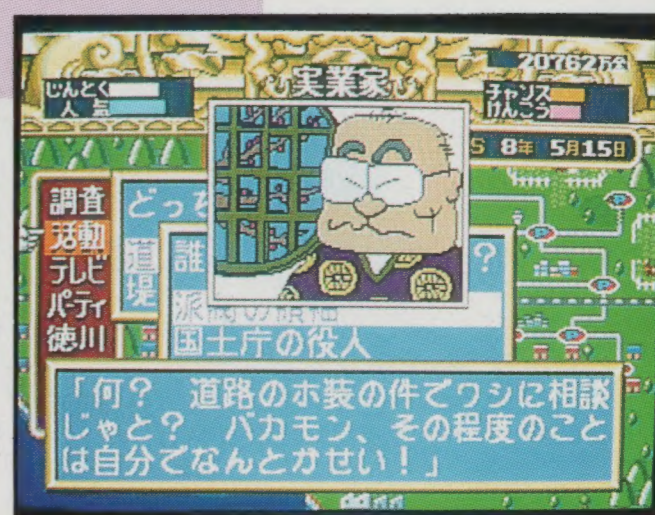 実業家
20762万余
じんとく
人気
チャンス
けんこう
S 8年 5月15日
調査
活動
テレビ
パーティ
徳川
どっち
道
堤
誰
?
派閥の領袖
国土庁の役人
「何? 道路のホ装の件でワシに相談
じゃと? バカモン、その程度のこと
は自分でなんとかせい!」